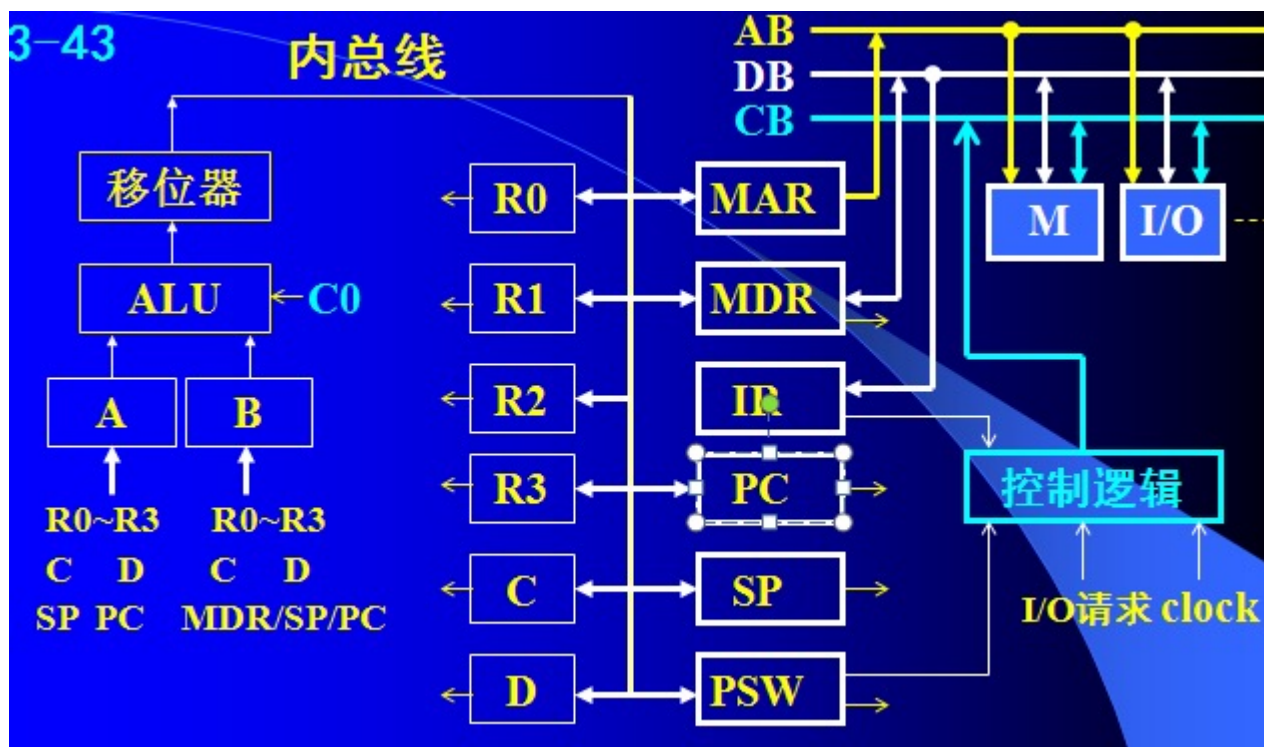 3-43
内总线
AB
DB
CB
移位器
R0
MAR
M
I/O
ALU
C0
R1
MDR
A
B
R2
IR
R3
PC
控制逻辑
R0~R3
R0~R3
C D
C D
SP PC
MDR/SP/PC
C
SP
I/O请求 clock
D
PSW